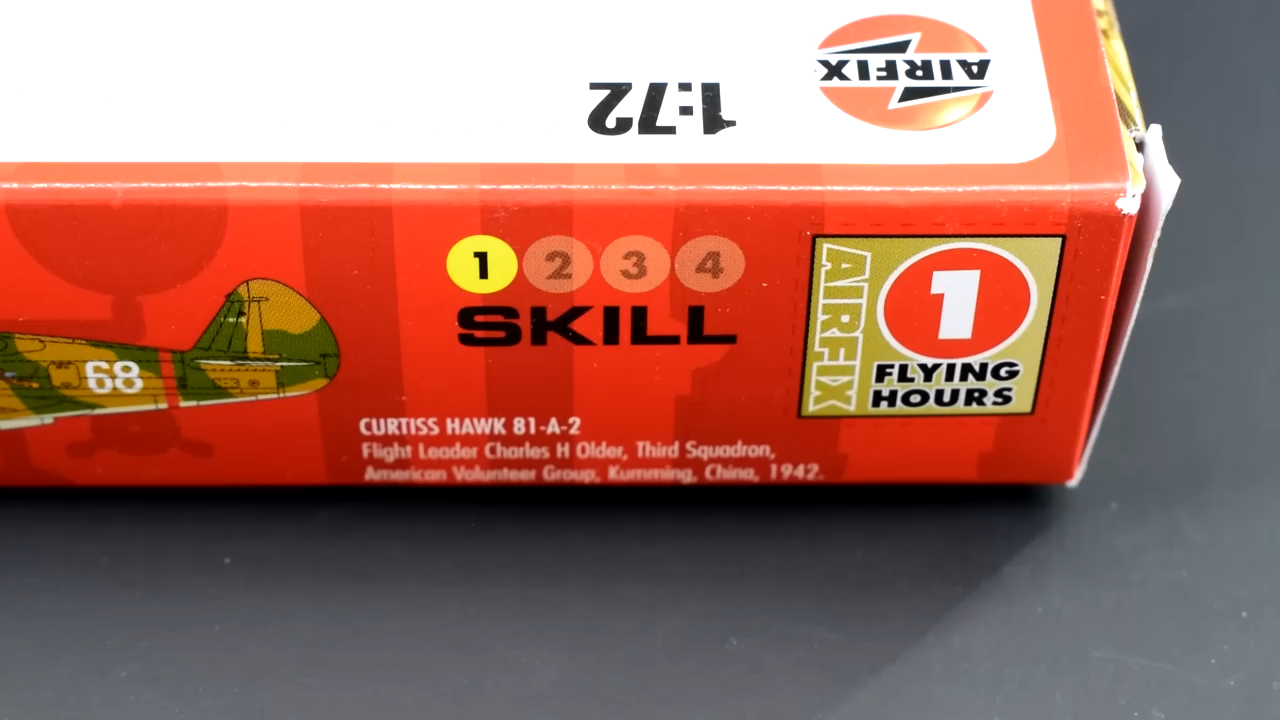 AIRFIX
1:72
1 2 3 4
SKILL
AIRFIX
1
FLYING
HOURS
68
CURTISS HAWK 81-A-2
Flight Leader Charles H Older, Third Squadron,
American Volunteer Group, Kumming, China, 1942.